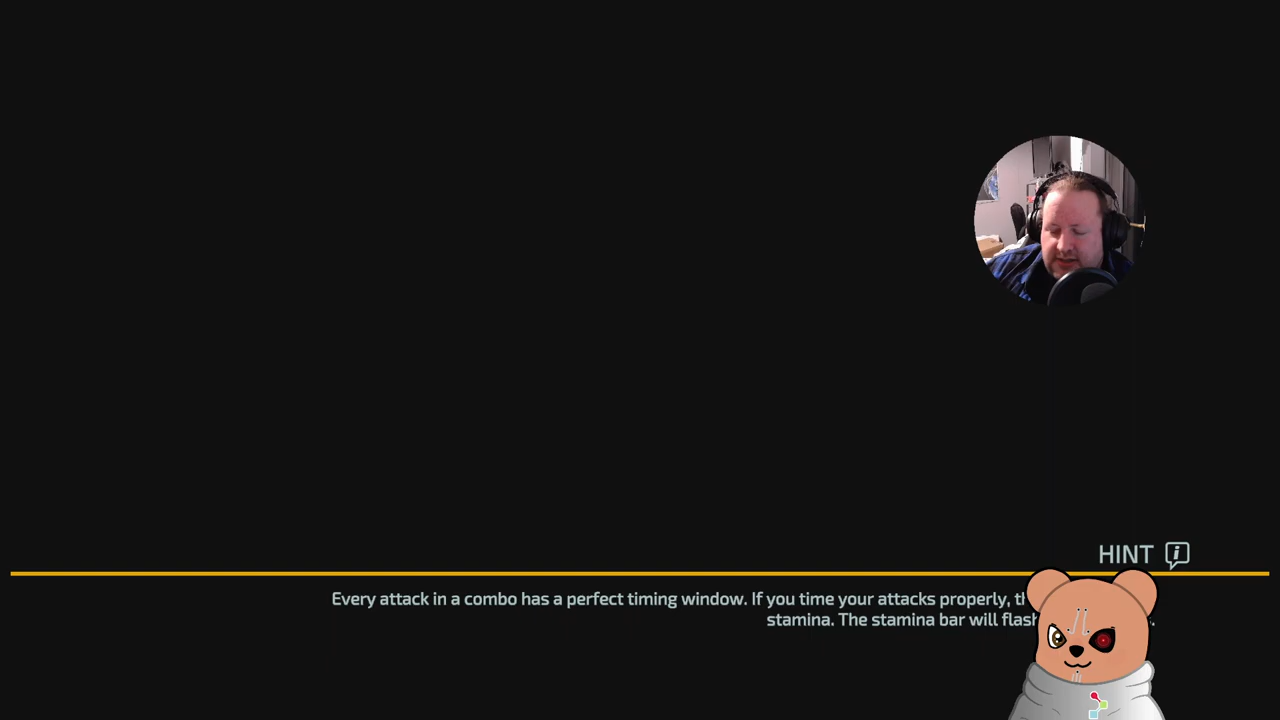 HINT
Every attack in a combo has a perfect timing window. If you time your attacks properly,
stamina. The stamina bar will flash